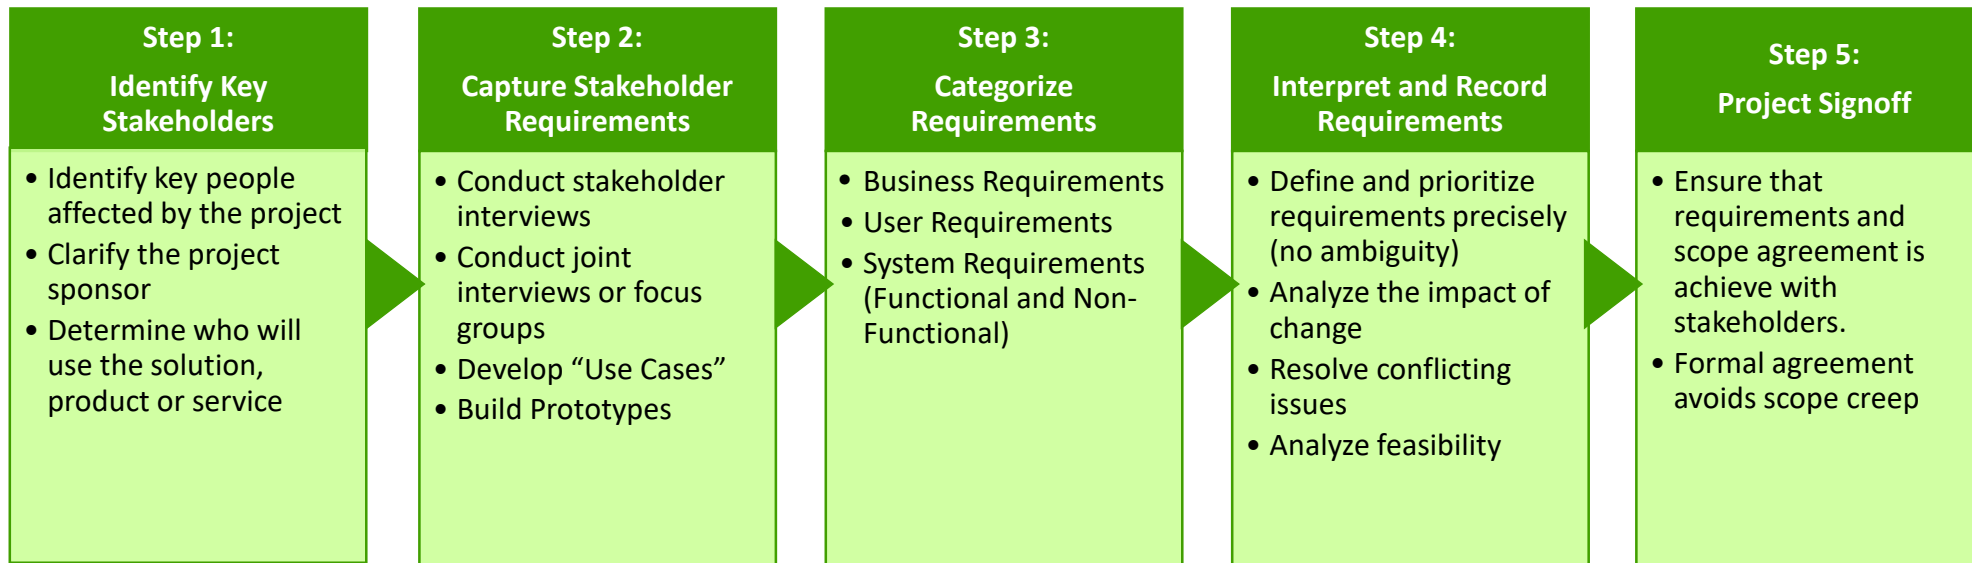 Step 1:
Identify Key
Stakeholders
• Identify key people
affected by the project
• Clarify the project
sponsor
• Determine who will
use the solution,
product or service
Step 2:
Capture Stakeholder
Requirements
• Conduct stakeholder
interviews
• Conduct joint
interviews or focus
groups
• Develop “Use Cases”
• Build Prototypes
Step 3:
Categorize
Requirements
• Business Requirements
• User Requirements
• System Requirements
(Functional and Non-
Functional)
Step 4:
Interpret and Record
Requirements
• Define and prioritize
requirements precisely
(no ambiguity)
• Analyze the impact of
change
• Resolve conflicting
issues
• Analyze feasibility
Step 5:
Project Signoff
• Ensure that
requirements and
scope agreement is
achieve with
stakeholders.
• Formal agreement
avoids scope creep